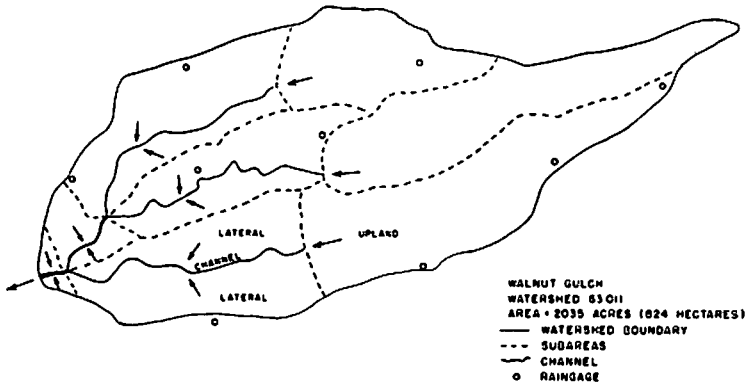 LATERAL
UPLAND
CHANNEL
LATERAL
WALNUT GULCH
WATERSHED 63011
AREA = 2035 ACRES (824 HECTARES)
WATERSHED BOUNDARY
SUBAREAS
CHANNEL
RAINGAGE